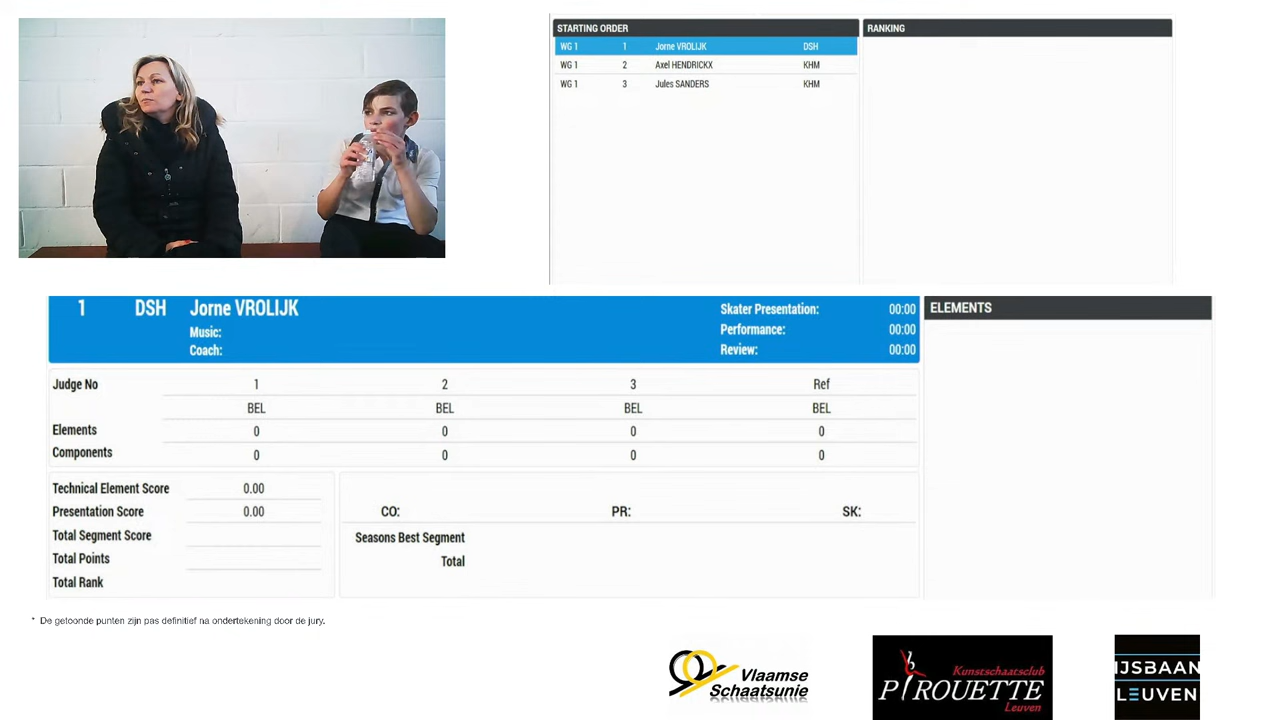 STARTING ORDER
WG 1 1 Jorne VROLIJK DSH
WG 1 2 Axel HENDRICKX KHM
WG 1 3 Jules SANDERS KHM
RANKING
1 DSH Jorne VROLIJK
Music:
Coach:
Skater Presentation: 00:00
Performance: 00:00
Review: 00:00
ELEMENTS
Judge No 1 2 3 Ref
BEL BEL BEL BEL
Elements 0 0 0 0
Components 0 0 0 0
Technical Element Score 0.00
Presentation Score 0.00
Total Segment Score
Total Points
Total Rank
CO: PR: SK:
Seasons Best Segment
Total
* De getoonde punten zijn pas definitief na ondertekening door de jury.
Vlaamse
Schaatsunie
Kunstschaatsclub
PIROUETTE
Leuven
IJSBAAN
LEUVEN